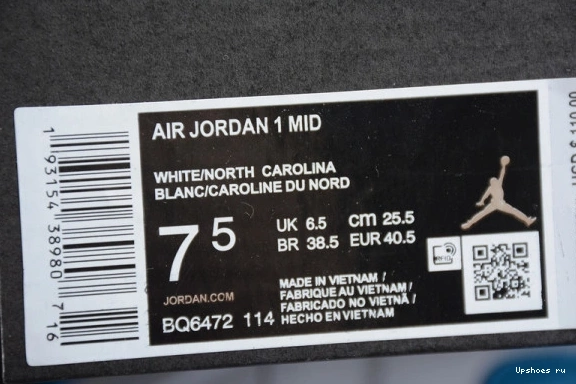 AIR JORDAN 1 MID
WHITE/NORTH CAROLINA
BLANC/CAROLINE DU NORD
7 5
UK 6.5 cm 25.5
BR 38.5 EUR 40.5
JORDAN.COM
BQ6472 114
MADE IN VIETNAM /
FABRIQUE AU VIETNAM /
FABRICADO NO VIETNÃ /
HECHO EN VIETNAM
1 93154 38980 716
RFID
Upshoes ru